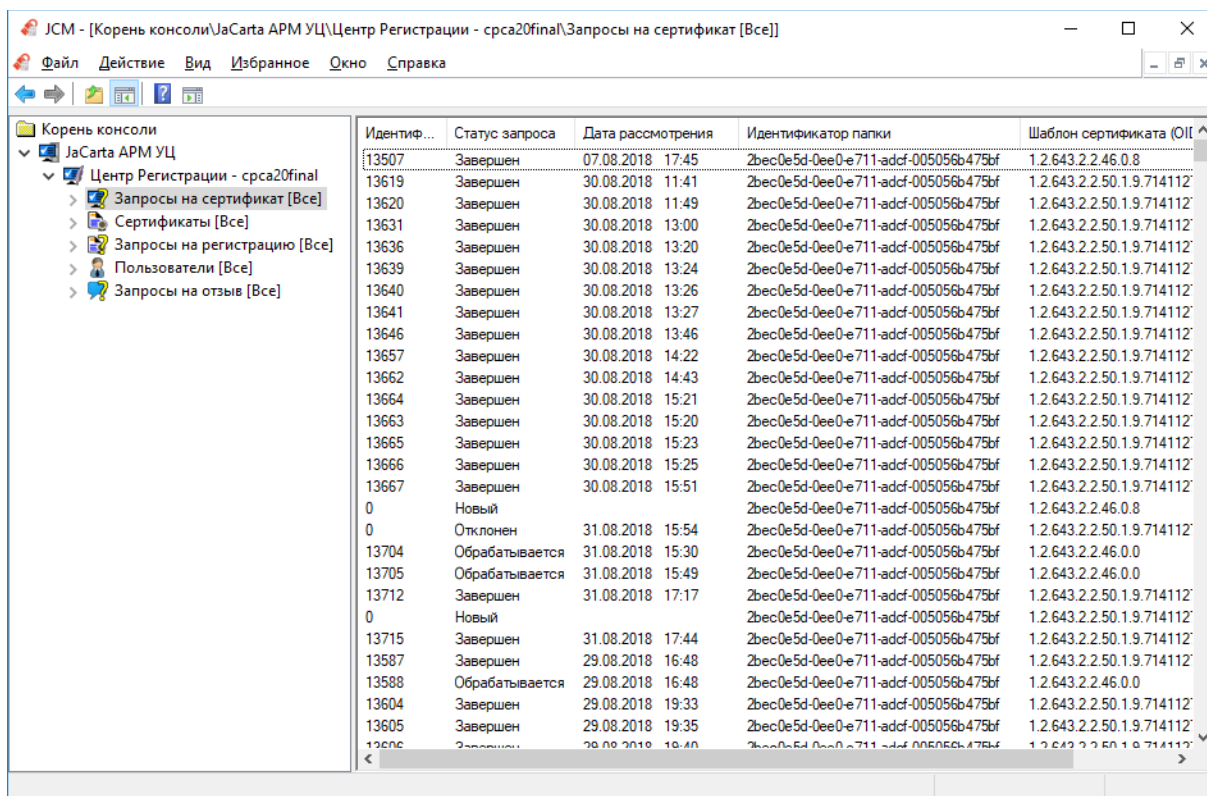 JCM - [Корень консоли\JaCarta АРМ УЦ\Центр Регистрации - cpca20final\Запросы на сертификат [Все]]
Файл Действие Вид Избранное Окно Справка
Корень консоли
JaCarta АРМ УЦ
Центр Регистрации - cpca20final
Запросы на сертификат [Все]
Сертификаты [Все]
Запросы на регистрацию [Все]
Пользователи [Все]
Запросы на отзыв [Все]
Идентиф... Статус запроса Дата рассмотрения Идентификатор папки Шаблон сертификата (OID
13507 Завершен 07.08.2018 17:45 2bec0e5d-0ee0-e711-adcf-005056b475bf 1.2.643.2.2.46.0.8
13619 Завершен 30.08.2018 11:41 2bec0e5d-0ee0-e711-adcf-005056b475bf 1.2.643.2.2.50.1.9.714112
13620 Завершен 30.08.2018 11:49 2bec0e5d-0ee0-e711-adcf-005056b475bf 1.2.643.2.2.50.1.9.714112
13631 Завершен 30.08.2018 13:00 2bec0e5d-0ee0-e711-adcf-005056b475bf 1.2.643.2.2.50.1.9.714112
13636 Завершен 30.08.2018 13:20 2bec0e5d-0ee0-e711-adcf-005056b475bf 1.2.643.2.2.50.1.9.714112
13639 Завершен 30.08.2018 13:24 2bec0e5d-0ee0-e711-adcf-005056b475bf 1.2.643.2.2.50.1.9.714112
13640 Завершен 30.08.2018 13:26 2bec0e5d-0ee0-e711-adcf-005056b475bf 1.2.643.2.2.50.1.9.714112
13641 Завершен 30.08.2018 13:27 2bec0e5d-0ee0-e711-adcf-005056b475bf 1.2.643.2.2.50.1.9.714112
13646 Завершен 30.08.2018 13:46 2bec0e5d-0ee0-e711-adcf-005056b475bf 1.2.643.2.2.50.1.9.714112
13657 Завершен 30.08.2018 14:22 2bec0e5d-0ee0-e711-adcf-005056b475bf 1.2.643.2.2.50.1.9.714112
13662 Завершен 30.08.2018 14:43 2bec0e5d-0ee0-e711-adcf-005056b475bf 1.2.643.2.2.50.1.9.714112
13664 Завершен 30.08.2018 15:21 2bec0e5d-0ee0-e711-adcf-005056b475bf 1.2.643.2.2.50.1.9.714112
13663 Завершен 30.08.2018 15:20 2bec0e5d-0ee0-e711-adcf-005056b475bf 1.2.643.2.2.50.1.9.714112
13665 Завершен 30.08.2018 15:23 2bec0e5d-0ee0-e711-adcf-005056b475bf 1.2.643.2.2.50.1.9.714112
13666 Завершен 30.08.2018 15:25 2bec0e5d-0ee0-e711-adcf-005056b475bf 1.2.643.2.2.50.1.9.714112
13667 Завершен 30.08.2018 15:51 2bec0e5d-0ee0-e711-adcf-005056b475bf 1.2.643.2.2.50.1.9.714112
0 Новый 2bec0e5d-0ee0-e711-adcf-005056b475bf 1.2.643.2.2.46.0.8
0 Отклонен 31.08.2018 15:54 2bec0e5d-0ee0-e711-adcf-005056b475bf 1.2.643.2.2.50.1.9.714112
13704 Обрабатывается 31.08.2018 15:30 2bec0e5d-0ee0-e711-adcf-005056b475bf 1.2.643.2.2.46.0.0
13705 Обрабатывается 31.08.2018 15:49 2bec0e5d-0ee0-e711-adcf-005056b475bf 1.2.643.2.2.46.0.0
13712 Завершен 31.08.2018 17:17 2bec0e5d-0ee0-e711-adcf-005056b475bf 1.2.643.2.2.50.1.9.714112
0 Новый 2bec0e5d-0ee0-e711-adcf-005056b475bf 1.2.643.2.2.50.1.9.714112
13715 Завершен 31.08.2018 17:44 2bec0e5d-0ee0-e711-adcf-005056b475bf 1.2.643.2.2.50.1.9.714112
13587 Завершен 29.08.2018 16:48 2bec0e5d-0ee0-e711-adcf-005056b475bf 1.2.643.2.2.50.1.9.714112
13588 Обрабатывается 29.08.2018 16:48 2bec0e5d-0ee0-e711-adcf-005056b475bf 1.2.643.2.2.46.0.0
13604 Завершен 29.08.2018 19:33 2bec0e5d-0ee0-e711-adcf-005056b475bf 1.2.643.2.2.50.1.9.714112
13605 Завершен 29.08.2018 19:35 2bec0e5d-0ee0-e711-adcf-005056b475bf 1.2.643.2.2.50.1.9.714112
13606 Завершен 29.08.2018 19:40 2bec0e5d-0ee0-e711-adcf-005056b475bf 1.2.643.2.2.50.1.9.714112